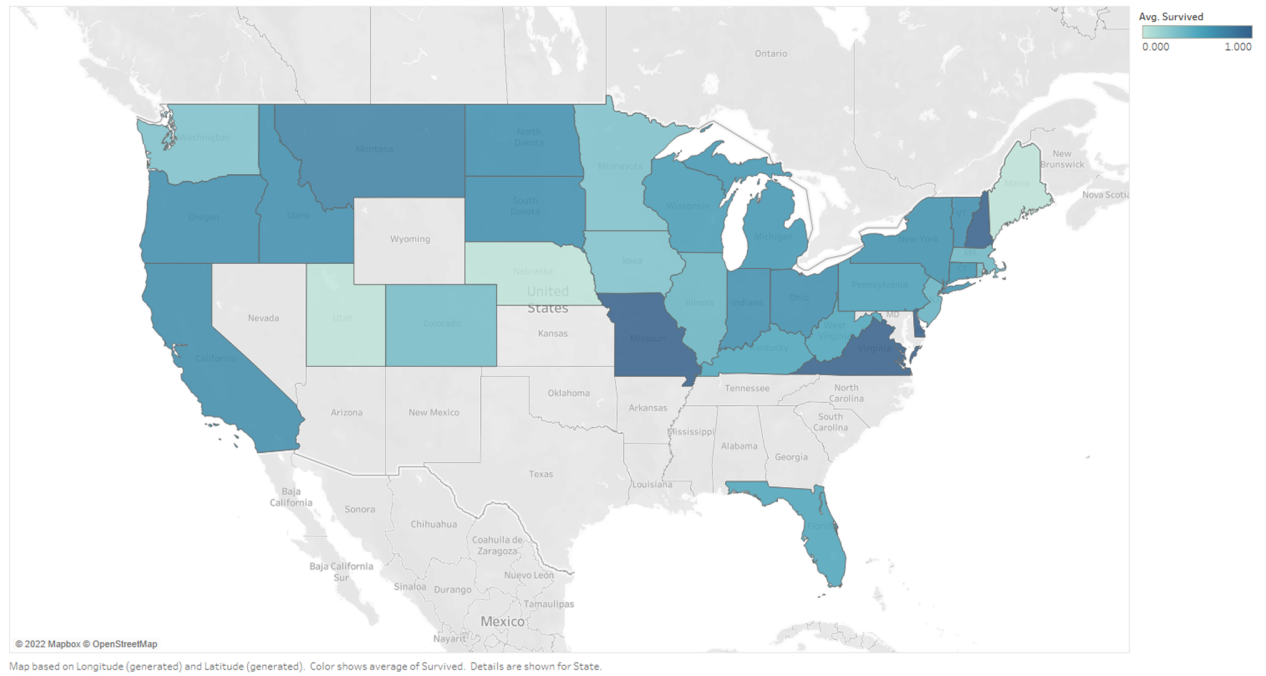 Avg. Survived
0.000 1.000
Ontario
Washington
Montana
North
Dakota
Minnesota
New
Brunswick
Maine
Nova Scotia
Oregon
Idaho
South
Dakota
Wisconsin
Michigan
New York
VT
Wyoming
MA
CT
Iowa
Nebraska
United
States
Nevada
Utah
Colorado
Kansas
Missouri
Illinois
Indiana
Ohio
Pennsylvania
MD
West
Virginia
Kentucky
Virginia
California
Arizona
New Mexico
Oklahoma
Arkansas
Tennessee
North
Carolina
South
Carolina
Mississippi
Alabama
Georgia
Texas
Louisiana
Florida
Baja
California
Sonora
Chihuahua
Coahuila de
Zaragoza
Baja California
Sur
Sinaloa
Durango
Nuevo León
Tamaulipas
Mexico
Nayarit
© 2022 Mapbox © OpenStreetMap
Map based on Longitude (generated) and Latitude (generated). Color shows average of Survived. Details are shown for State.